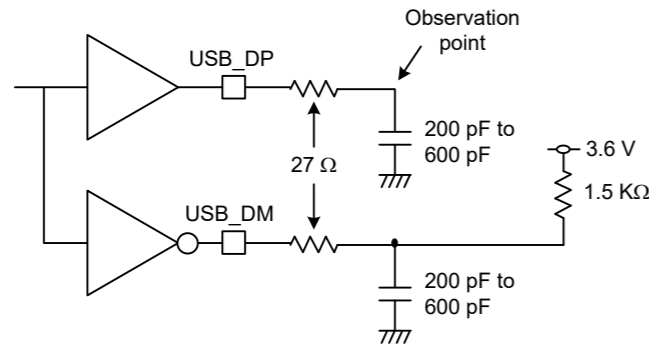 Observation
point
USB_DP
200 pF to
600 pF
3.6 V
27 Ω
1.5 KΩ
USB_DM
200 pF to
600 pF